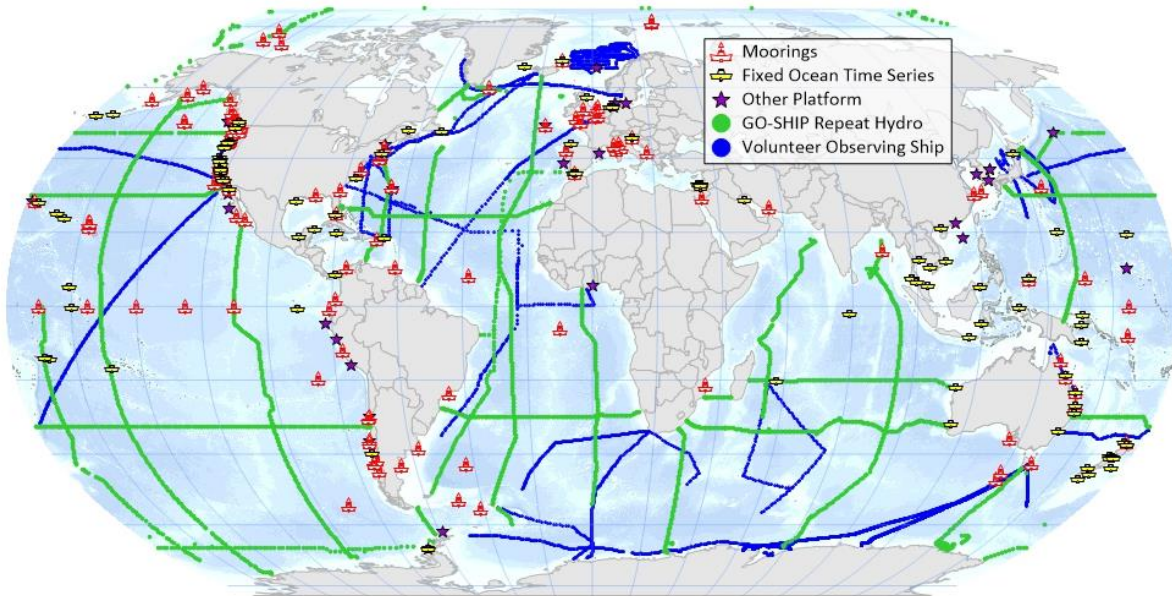 Moorings
Fixed Ocean Time Series
Other Platform
GO-SHIP Repeat Hydro
Volunteer Observing Ship